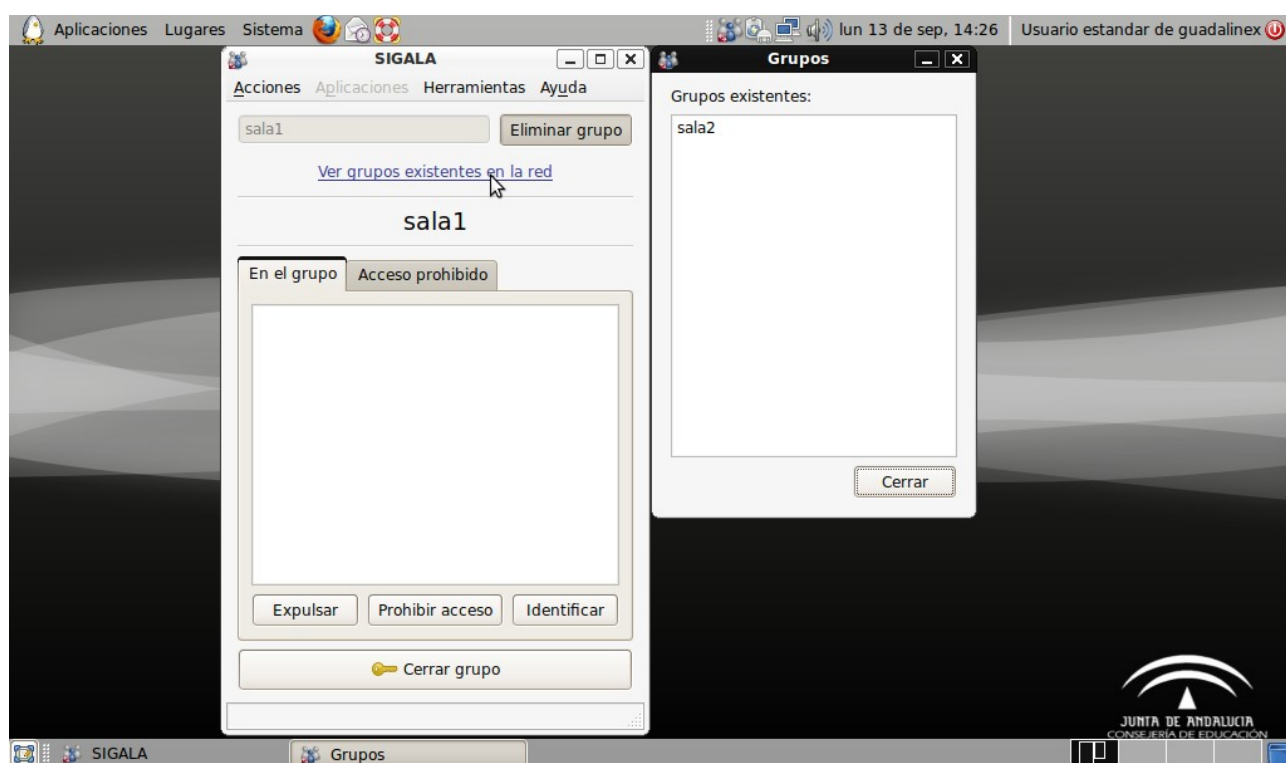 Aplicaciones Lugares Sistema lun 13 de sep, 14:26 Usuario estandar de guadalinex
SIGALA
Acciones Aplicaciones Herramientas Ayuda
sala1 Eliminar grupo
Ver grupos existentes en la red
sala1
En el grupo Acceso prohibido
Expulsar Prohibir acceso Identificar
Cerrar grupo
Grupos
Grupos existentes:
sala2
Cerrar
JUNTA DE ANDALUCIA
CONSEJERÍA DE EDUCACIÓN
SIGALA Grupos